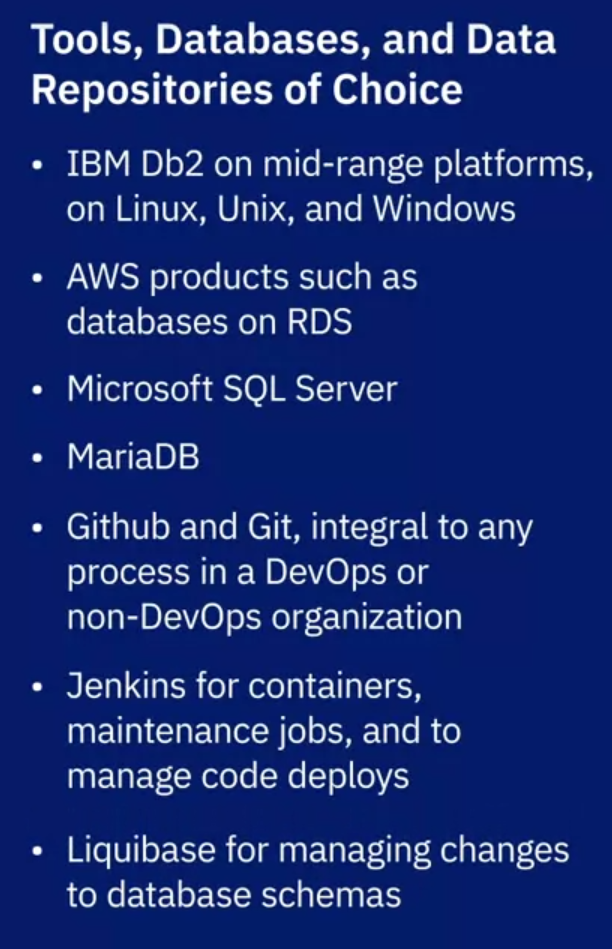 Tools, Databases, and Data
Repositories of Choice
• IBM Db2 on mid-range platforms,
on Linux, Unix, and Windows
• AWS products such as
databases on RDS
• Microsoft SQL Server
• MariaDB
• Github and Git, integral to any
process in a DevOps or
non-DevOps organization
• Jenkins for containers,
maintenance jobs, and to
manage code deploys
• Liquibase for managing changes
to database schemas